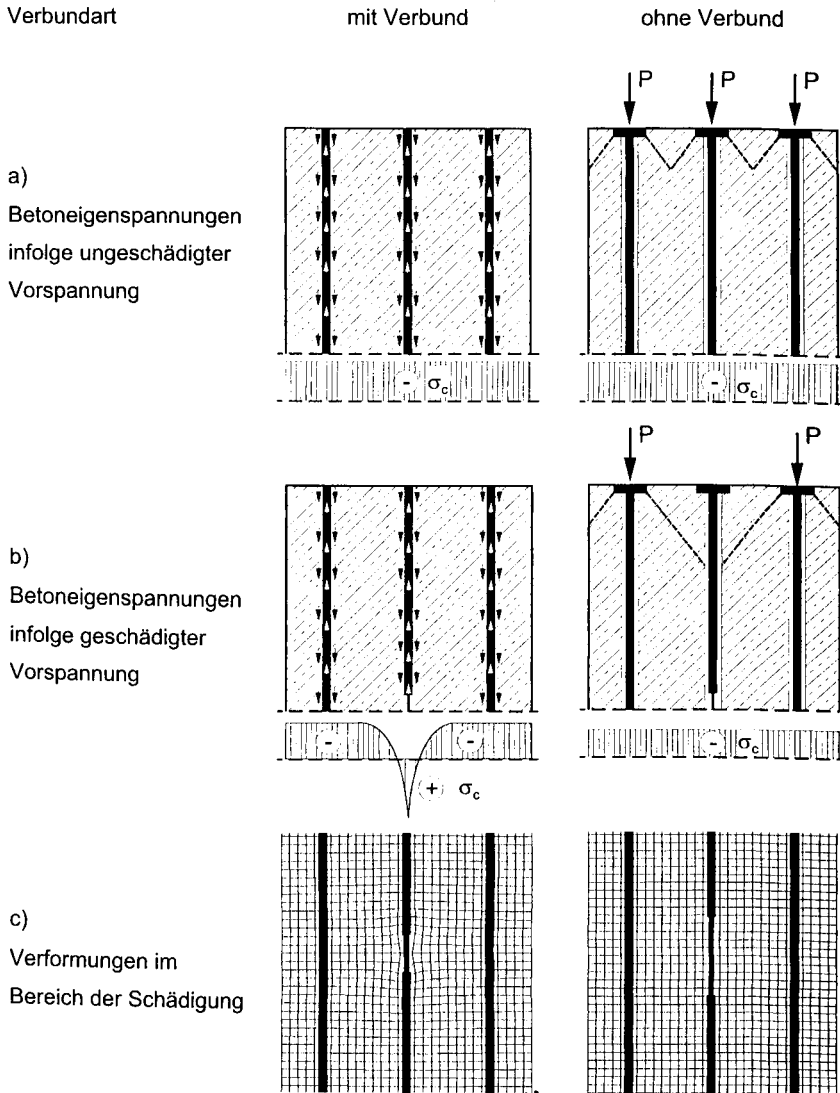 Verbundart mit Verbund ohne Verbund
P P P
a)
Betoneigenspannungen
infolge ungeschädigter
Vorspannung
- σc - σc
P P
b)
Betoneigenspannungen
infolge geschädigter
Vorspannung
- - - σc
+ σc
c)
Verformungen im
Bereich der Schädigung